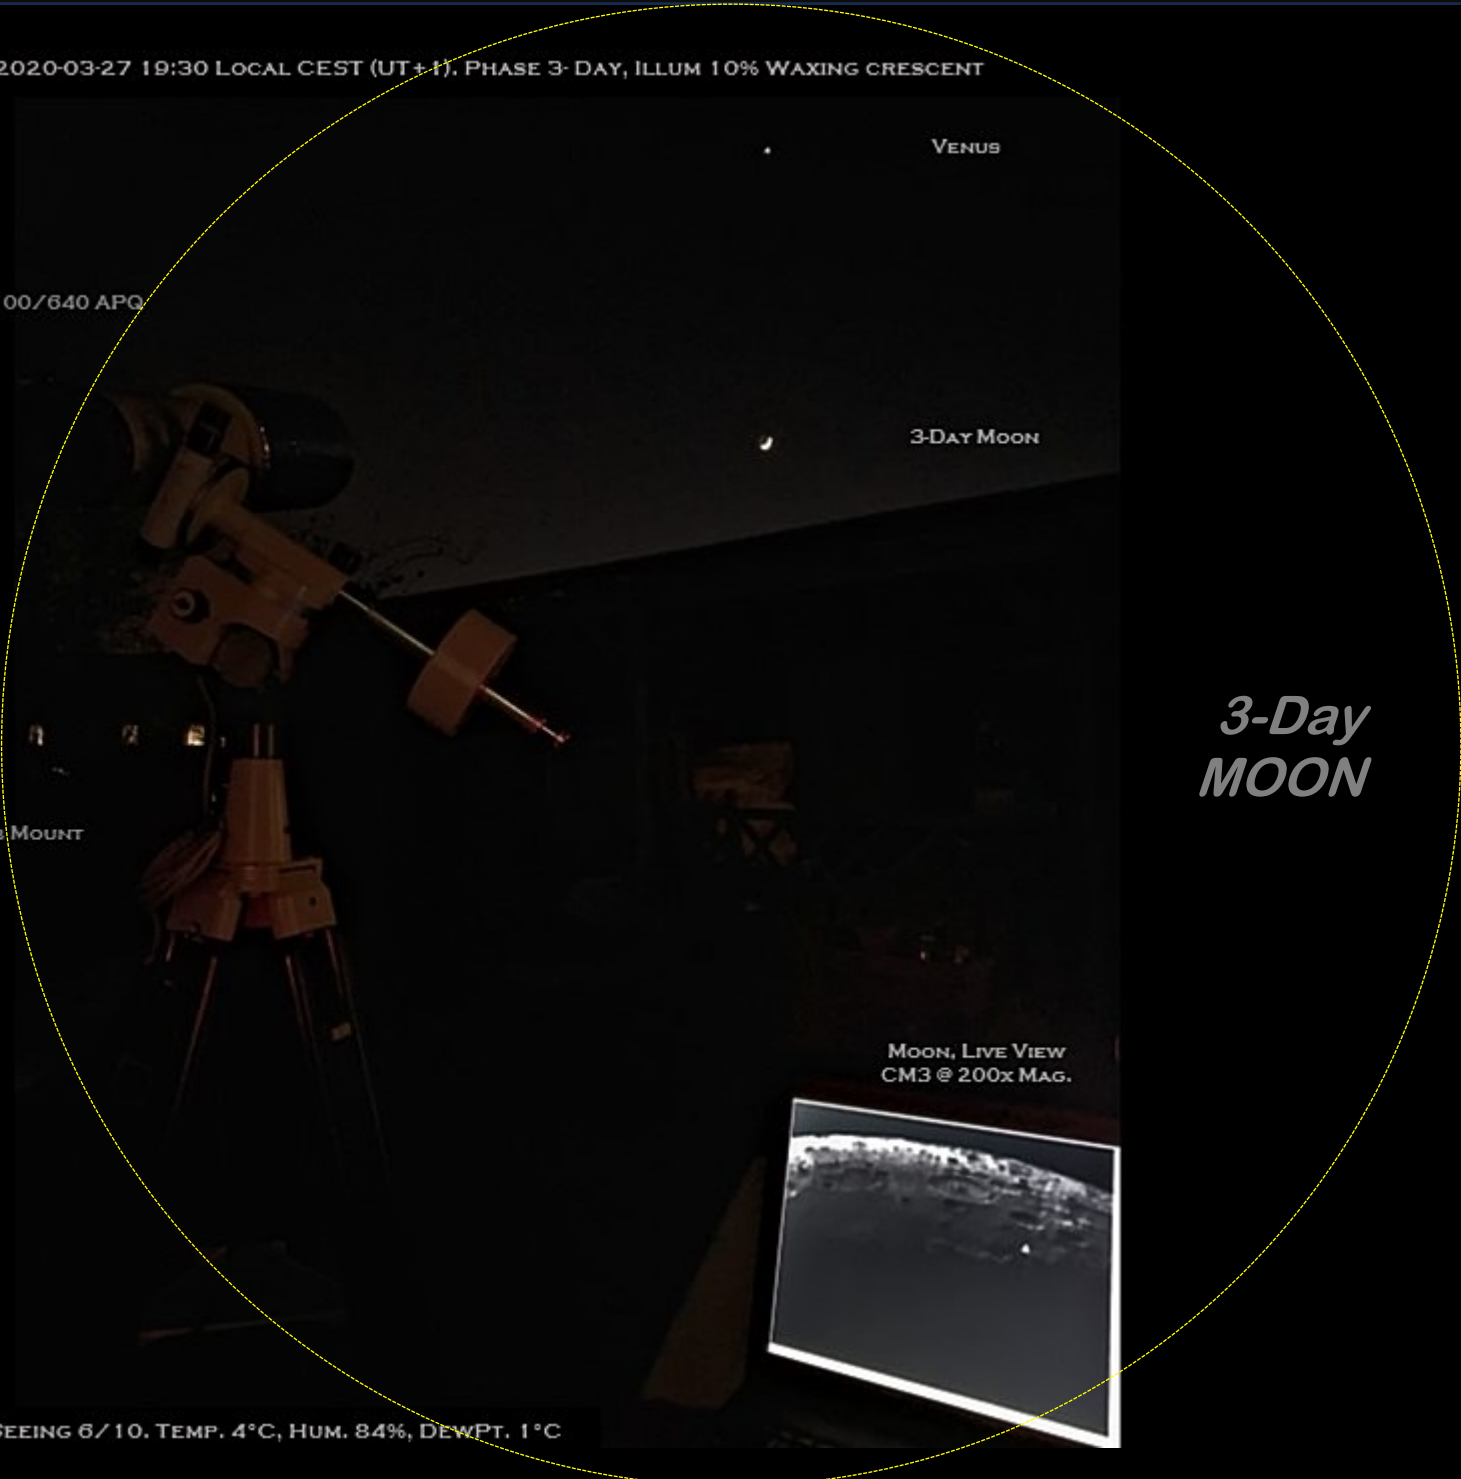 2020-03-27 19:30 Local CEST (UT+1). Phase 3- Day, Illum 10% Waxing crescent
Venus
00/640 APQ
3-Day Moon
3-Day
MOON
Mount
Moon, Live View
CM3 @ 200x Mag.
Seeing 6/10. Temp. 4°C, Hum. 84%, DewPt. 1°C